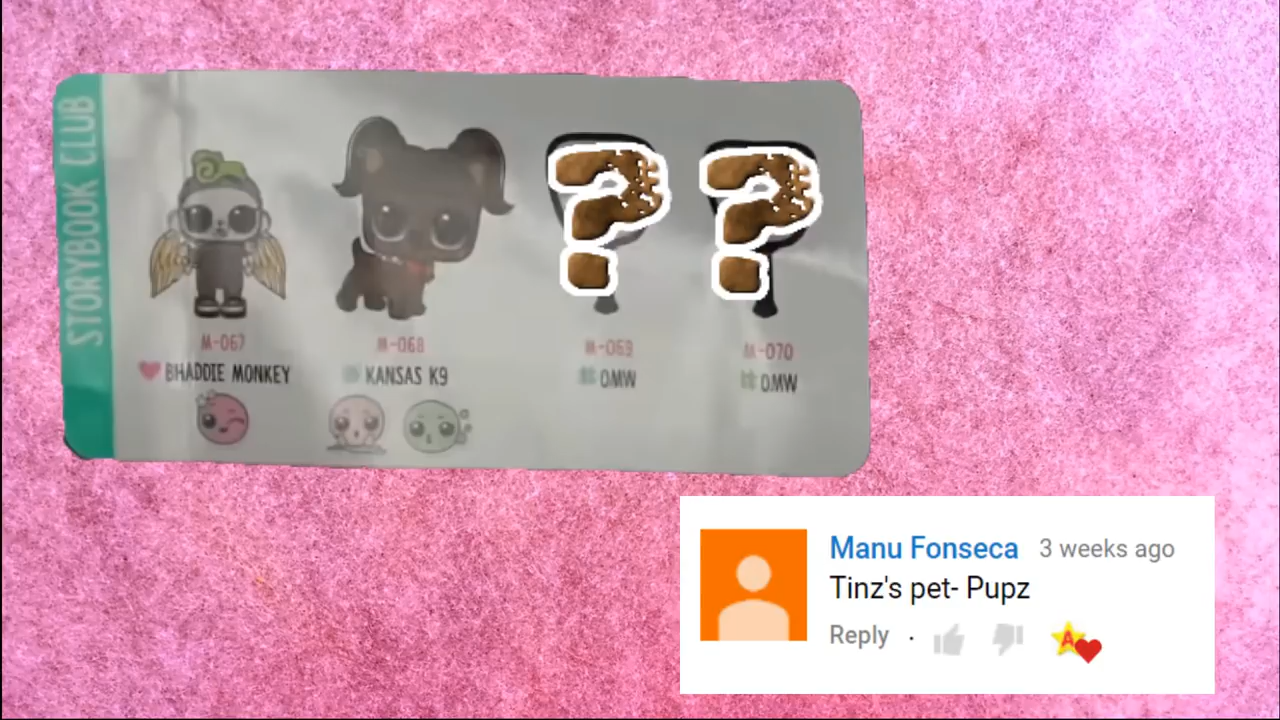 STORYBOOK CLUB
M-067
BHADDIE MONKEY
M-068
KANSAS K9
M-069
OMW
M-070
OMW
? ?
Manu Fonseca 3 weeks ago
Tinz's pet- Pupz
Reply ·
A